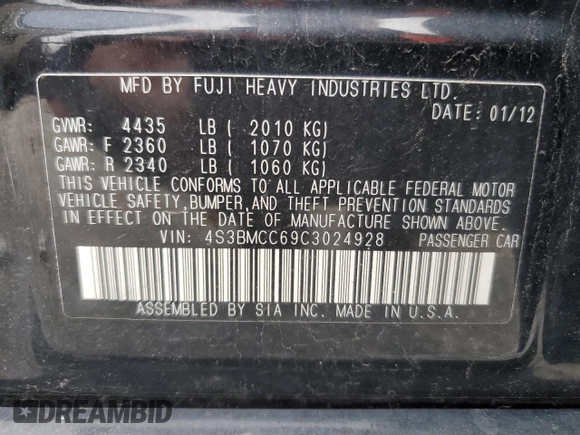 MFD BY FUJI HEAVY INDUSTRIES LTD.
DATE: 01/12
GVWR: 4435 LB ( 2010 KG)
GAWR: F 2360 LB ( 1070 KG)
GAWR: R 2340 LB ( 1060 KG)
THIS VEHICLE CONFORMS TO ALL APPLICABLE FEDERAL MOTOR
VEHICLE SAFETY,BUMPER,AND THEFT PREVENTION STANDARDS
IN EFFECT ON THE DATE OF MANUFACTURE SHOWN ABOVE.
VIN: 4S3BMCC69C3024928 PASSENGER CAR
ASSEMBLED BY SIA INC. MADE IN U.S.A.
DREAMBID